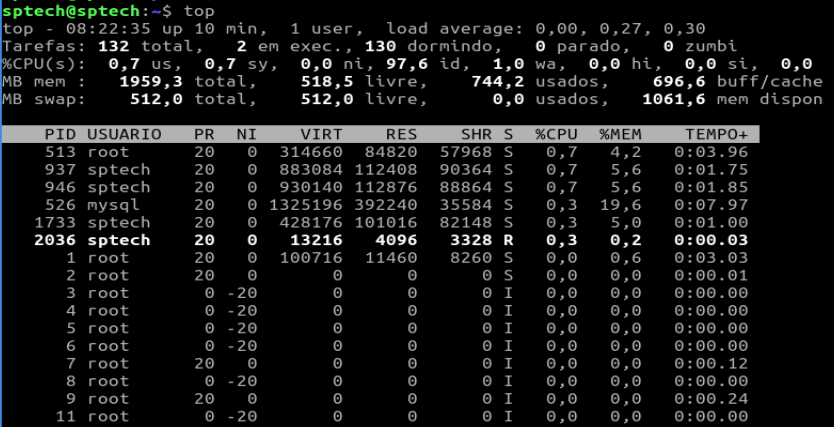 sptech@sptech:~$ top
top - 08:22:35 up 10 min,  1 user,  load average: 0,00, 0,27, 0,30
Tarefas: 132 total,   2 em exec., 130 dormindo,   0 parado,   0 zumbi
%CPU(s):  0,7 us,  0,7 sy,  0,0 ni, 97,6 id,  1,0 wa,  0,0 hi,  0,0 si,  0,0
MB mem :   1959,3 total,    518,5 livre,    744,2 usados,    696,6 buff/cache
MB swap:    512,0 total,    512,0 livre,      0,0 usados,   1061,6 mem dispon
PID USUARIO   PR  NI    VIRT    RES    SHR S  %CPU  %MEM    TEMPO+
513 root      20   0  314660  84820  57968 S   0,7   4,2   0:03.96
937 sptech    20   0  883084 112408  90364 S   0,7   5,6   0:01.75
946 sptech    20   0  930140 112876  88864 S   0,7   5,6   0:01.85
526 mysql     20   0 1325196 392240  35584 S   0,3  19,6   0:07.97
1733 sptech    20   0  428176 101016  82148 S   0,3   5,0   0:01.00
2036 sptech    20   0   13216   4096   3328 R   0,3   0,2   0:00.03
1 root      20   0  100716  11460   8260 S   0,0   0,6   0:03.03
2 root      20   0       0      0      0 S   0,0   0,0   0:00.01
3 root       0 -20       0      0      0 I   0,0   0,0   0:00.00
4 root       0 -20       0      0      0 I   0,0   0,0   0:00.00
5 root       0 -20       0      0      0 I   0,0   0,0   0:00.00
6 root       0 -20       0      0      0 I   0,0   0,0   0:00.00
7 root      20   0       0      0      0 I   0,0   0,0   0:00.12
8 root       0 -20       0      0      0 I   0,0   0,0   0:00.00
9 root      20   0       0      0      0 I   0,0   0,0   0:00.24
11 root       0 -20       0      0      0 I   0,0   0,0   0:00.00